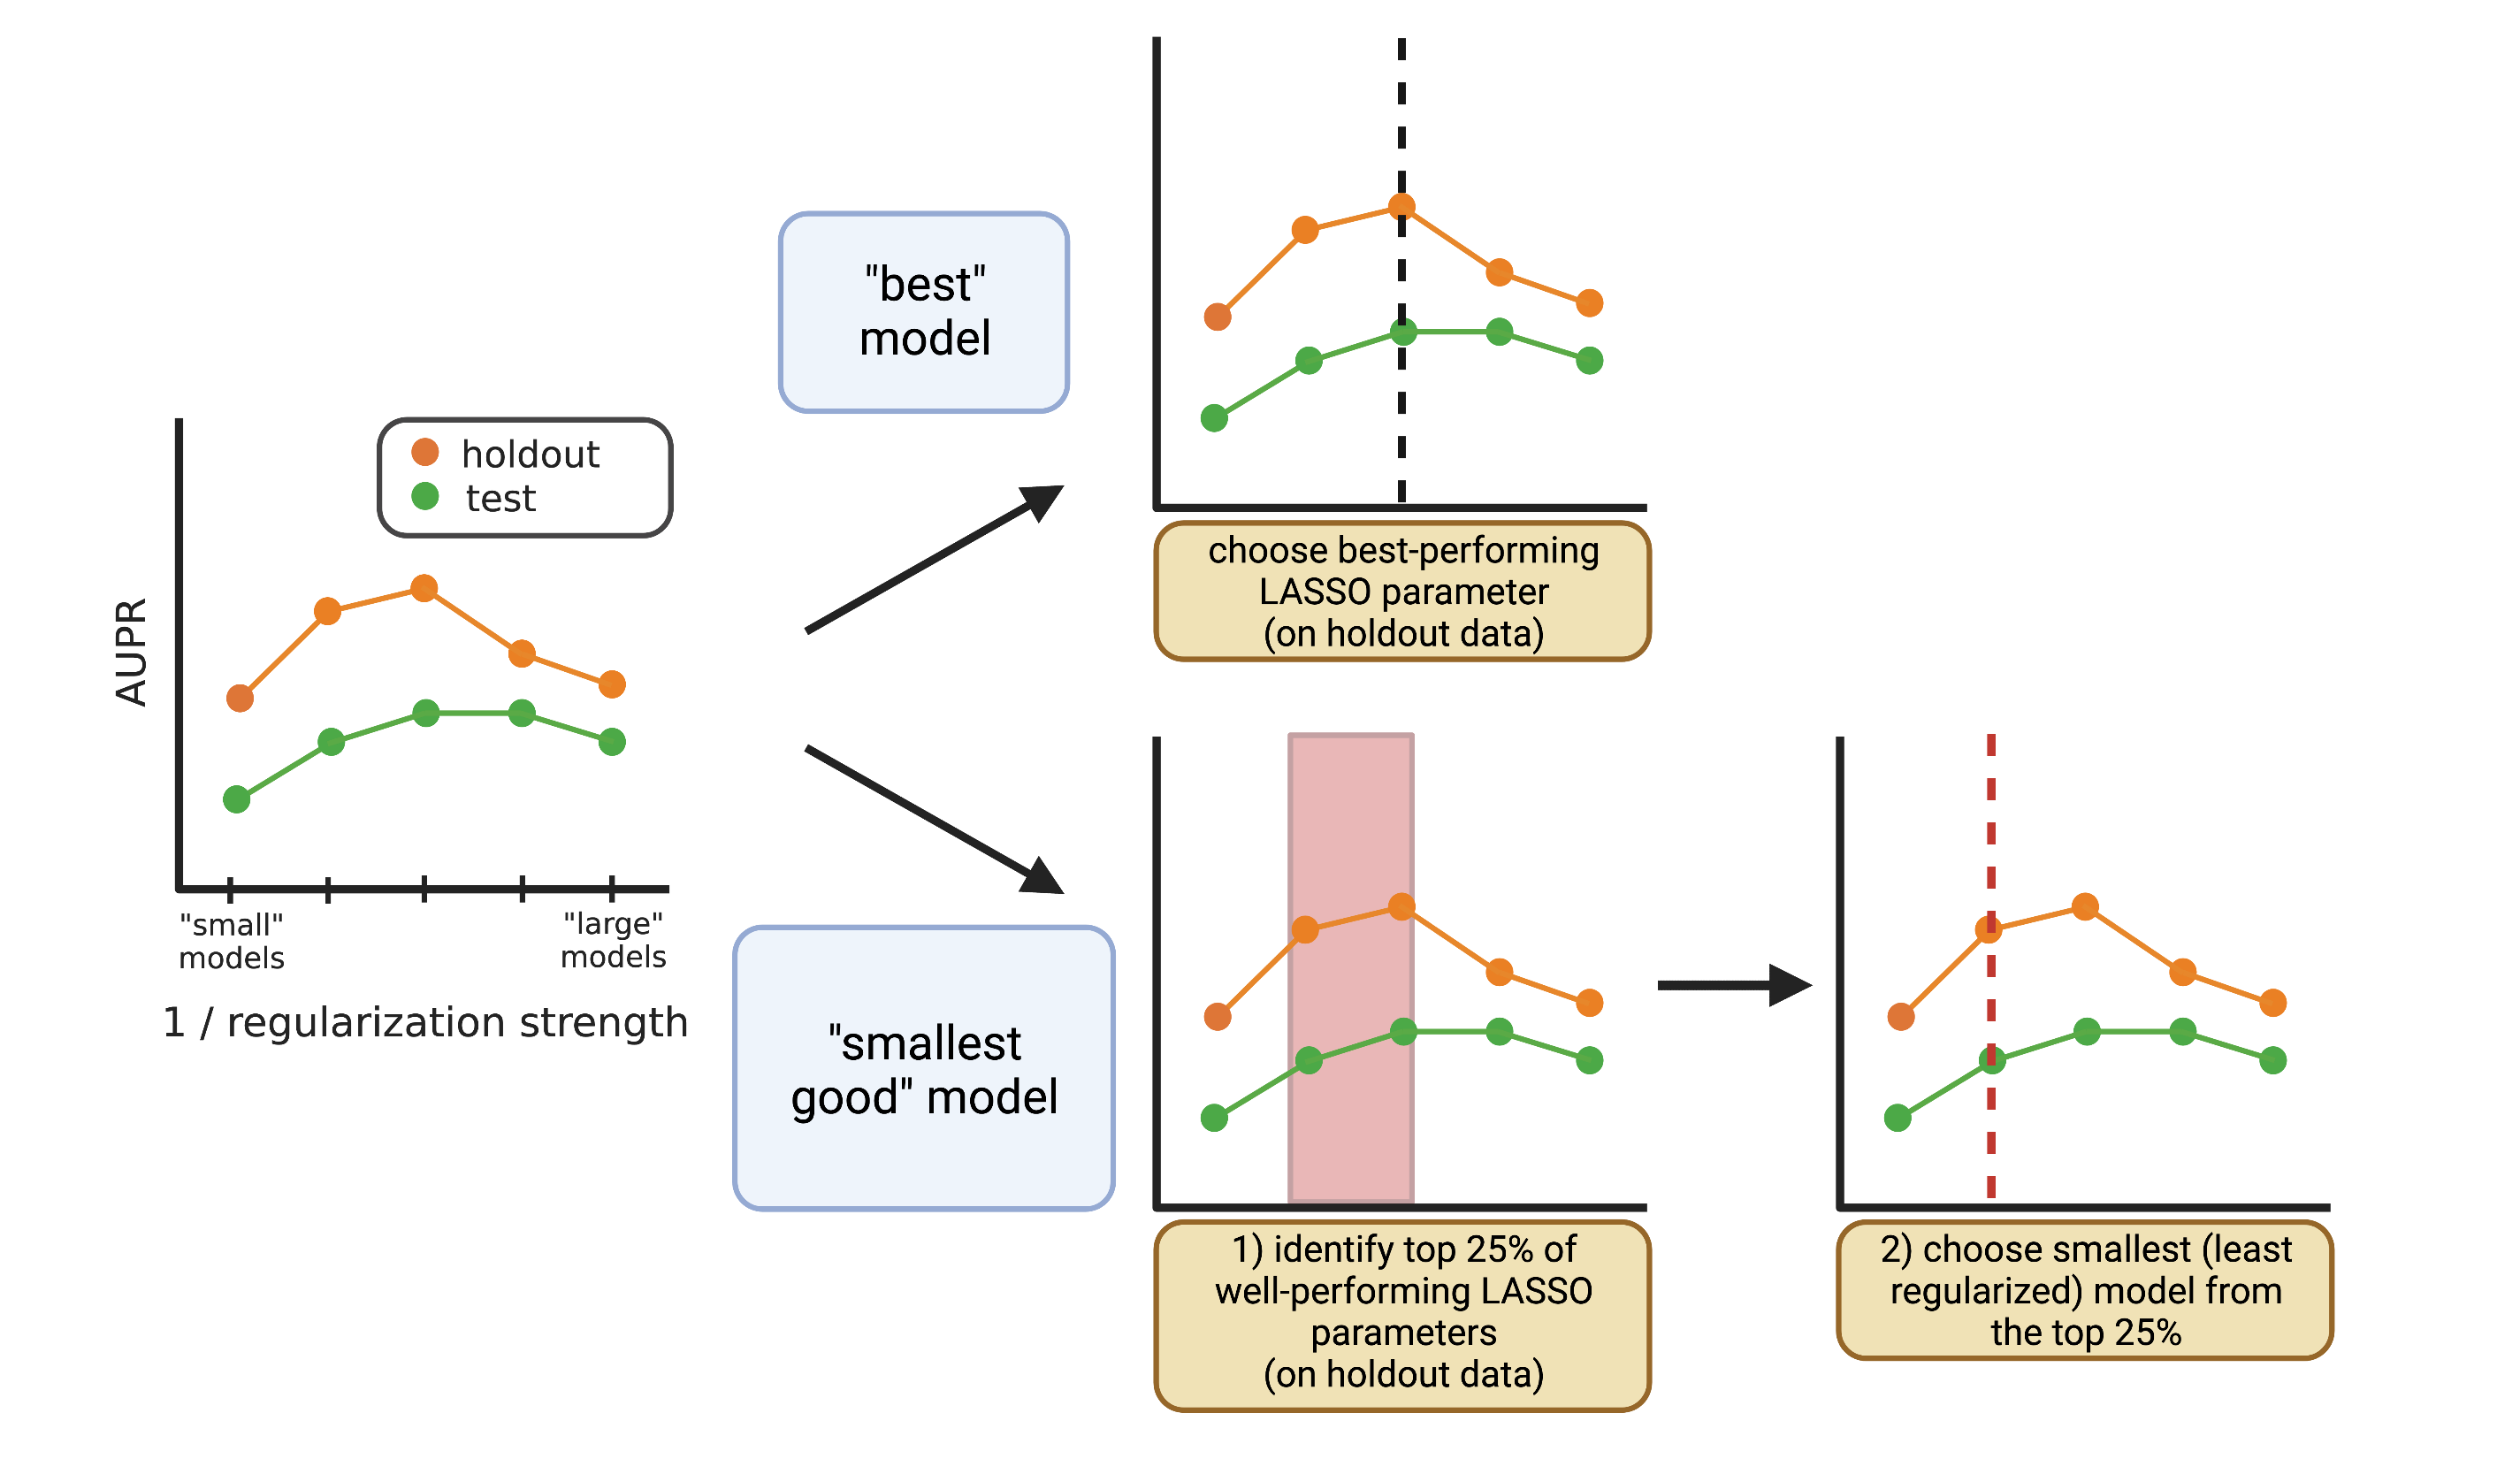 "best"
model
holdout
test
AUPR
"small"
models
"large"
models
1 / regularization strength
choose best-performing
LASSO parameter
(on holdout data)
"smallest
good" model
1) identify top 25% of
well-performing LASSO
parameters
(on holdout data)
2) choose smallest (least
regularized) model from
the top 25%